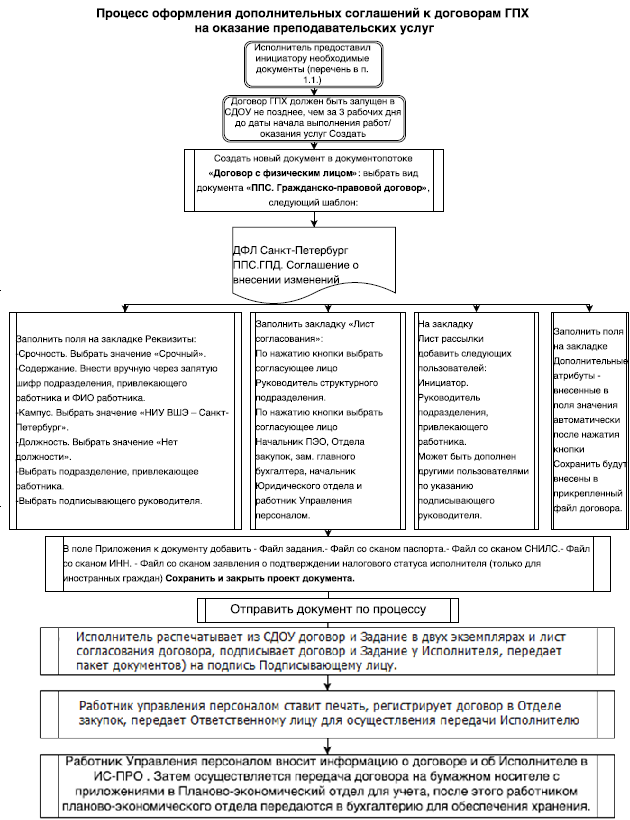 Процесс оформления дополнительных соглашений к договорам ГПХ
на оказание преподавательских услуг
Исполнитель предоставил
инициатору необходимые
документы (перечень в п.
1.1.)
Договор ГПХ должен быть запущен в
СДОУ не позднее, чем за 3 рабочих дня
до даты начала выполнения работ/
оказания услуг Создать
Создать новый документ в документопотоке
«Договор с физическим лицом»: выбрать вид
документа «ППС. Гражданско-правовой договор»,
следующий шаблон:
ДФЛ Санкт-Петербург
ППС.ГПД. Соглашение о
внесении изменений
Заполнить поля на закладке Реквизиты:
-Срочность. Выбрать значение «Срочный».
-Содержание. Внести вручную через запятую
шифр подразделения, привлекающего
работника и ФИО работника.
-Кампус. Выбрать значение «НИУ ВШЭ – Санкт-
Петербург».
-Должность. Выбрать значение «Нет
должности».
-Выбрать подразделение, привлекающее
работника.
-Выбрать подписывающего руководителя.
Заполнить закладку «Лист
согласования»:
По нажатию кнопки выбрать
согласующее лицо
Руководитель структурного
подразделения.
По нажатию кнопки выбрать
согласующее лицо
Начальник ПЭО, Отдела
закупок, зам. главного
бухгалтера, начальник
Юридического отдела и
работник Управления
персоналом.
На закладку
Лист рассылки
добавить следующих
пользователей:
Инициатор.
Руководитель
подразделения,
привлекающего
работника.
Может быть дополнен
другими пользователями
по указанию
подписывающего
руководителя.
Заполнить поля
на закладке
Дополнительные
атрибуты -
внесенные в
поля значения
автоматически
после нажатия
кнопки
Сохранить будут
внесены в
прикрепленный
файл договора.
В поле Приложения к документу добавить - Файл задания.- Файл со сканом паспорта.- Файл со сканом СНИЛС.- Файл
со сканом ИНН. - Файл со сканом заявления о подтверждении налогового статуса исполнителя (только для
иностранных граждан) Сохранить и закрыть проект документа.
Отправить документ по процессу
Исполнитель распечатывает из СДОУ договор и Задание в двух экземплярах и лист
согласования договора, подписывает договор и Задание у Исполнителя, передает
пакет документов) на подпись Подписывающему лицу.
Работник управления персоналом ставит печать, регистрирует договор в Отделе
закупок, передает Ответственному лицу для осуществления передачи Исполнителю
Работник Управления персоналом вносит информацию о договоре и об Исполнителе в
ИС-ПРО . Затем осуществляется передача договора на бумажном носителе с
приложениями в Планово-экономический отдел для учета, после этого работником
планово-экономического отдела передаются в бухгалтерию для обеспечения хранения.